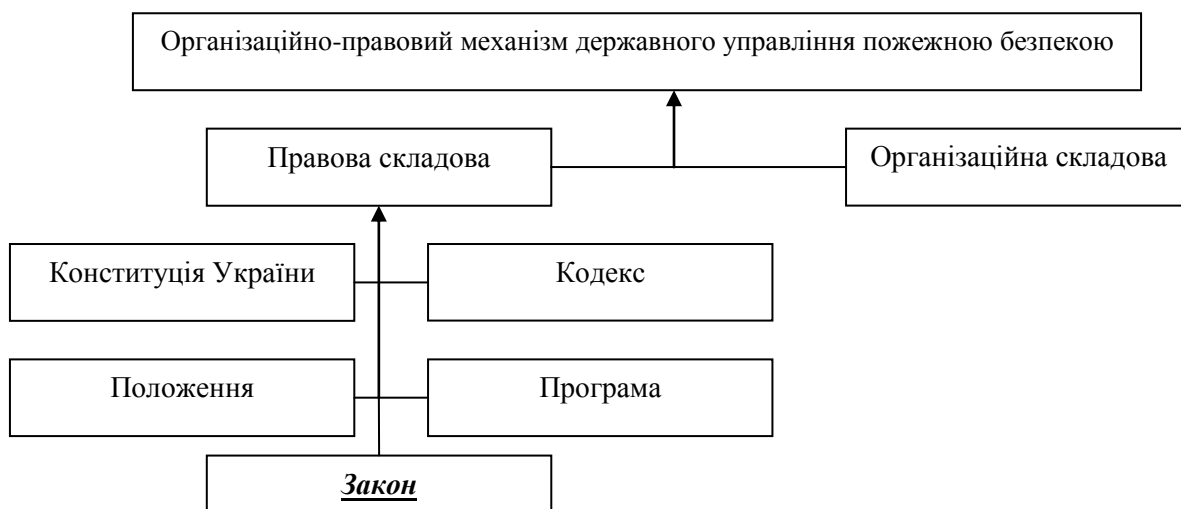 Організаційно-правовий механізм державного управління пожежною безпекою
Правова складова
Організаційна складова
Конституція України
Кодекс
Положення
Програма
Закон